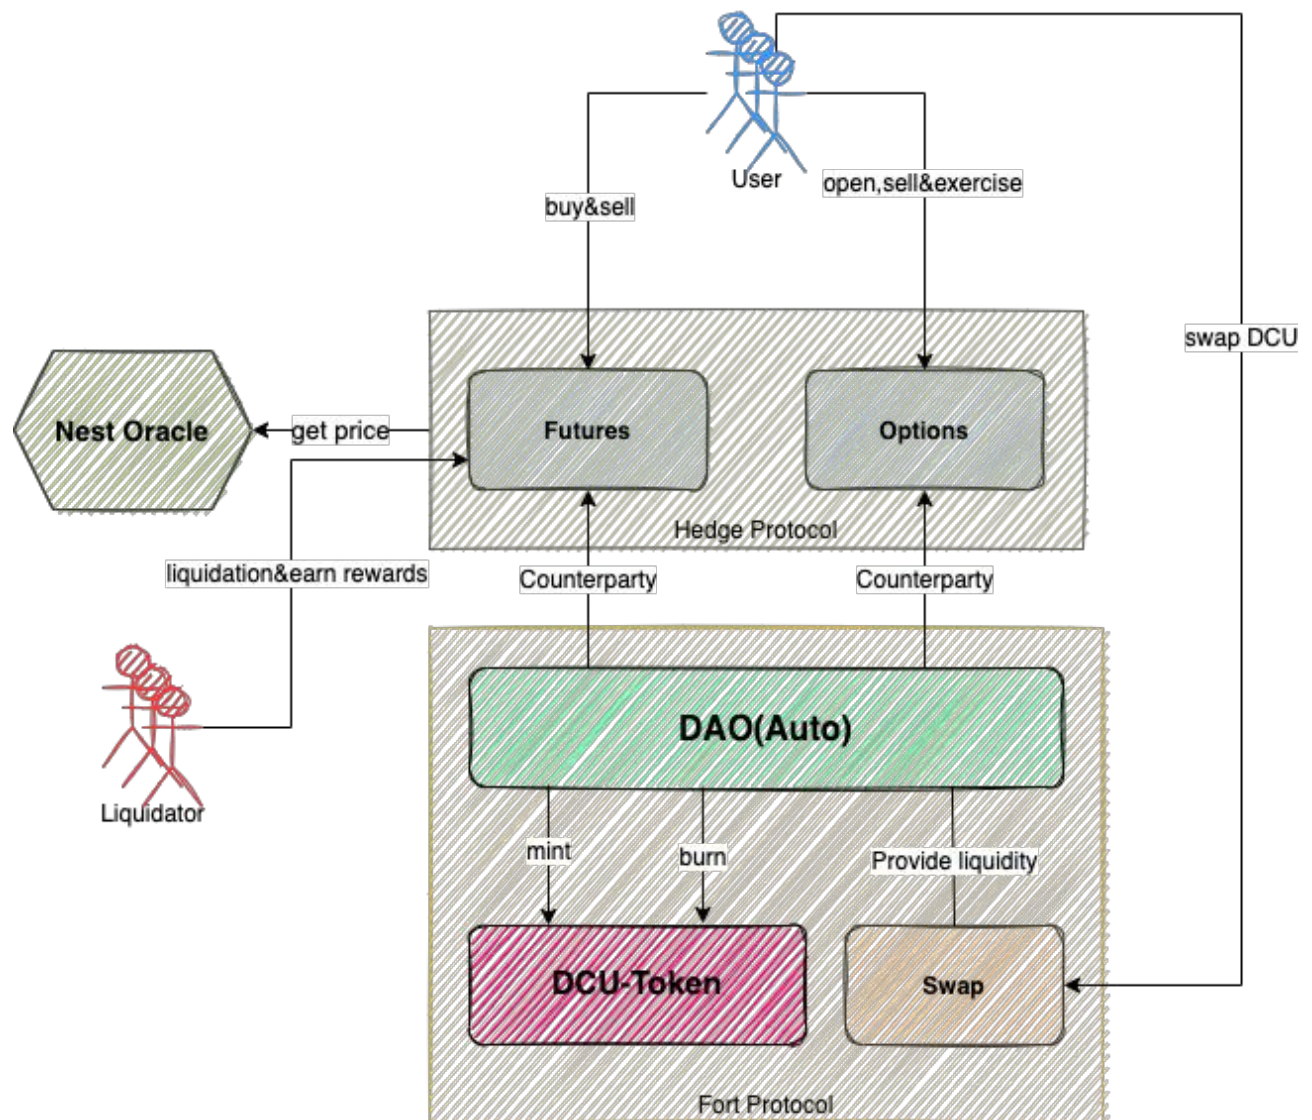 User
buy&sell
open,sell&exercise
swap DCU
Nest Oracle
get price
Futures
Options
Hedge Protocol
liquidation&earn rewards
Counterparty
Counterparty
Liquidator
DAO(Auto)
mint
burn
Provide liquidity
DCU-Token
Swap
Fort Protocol